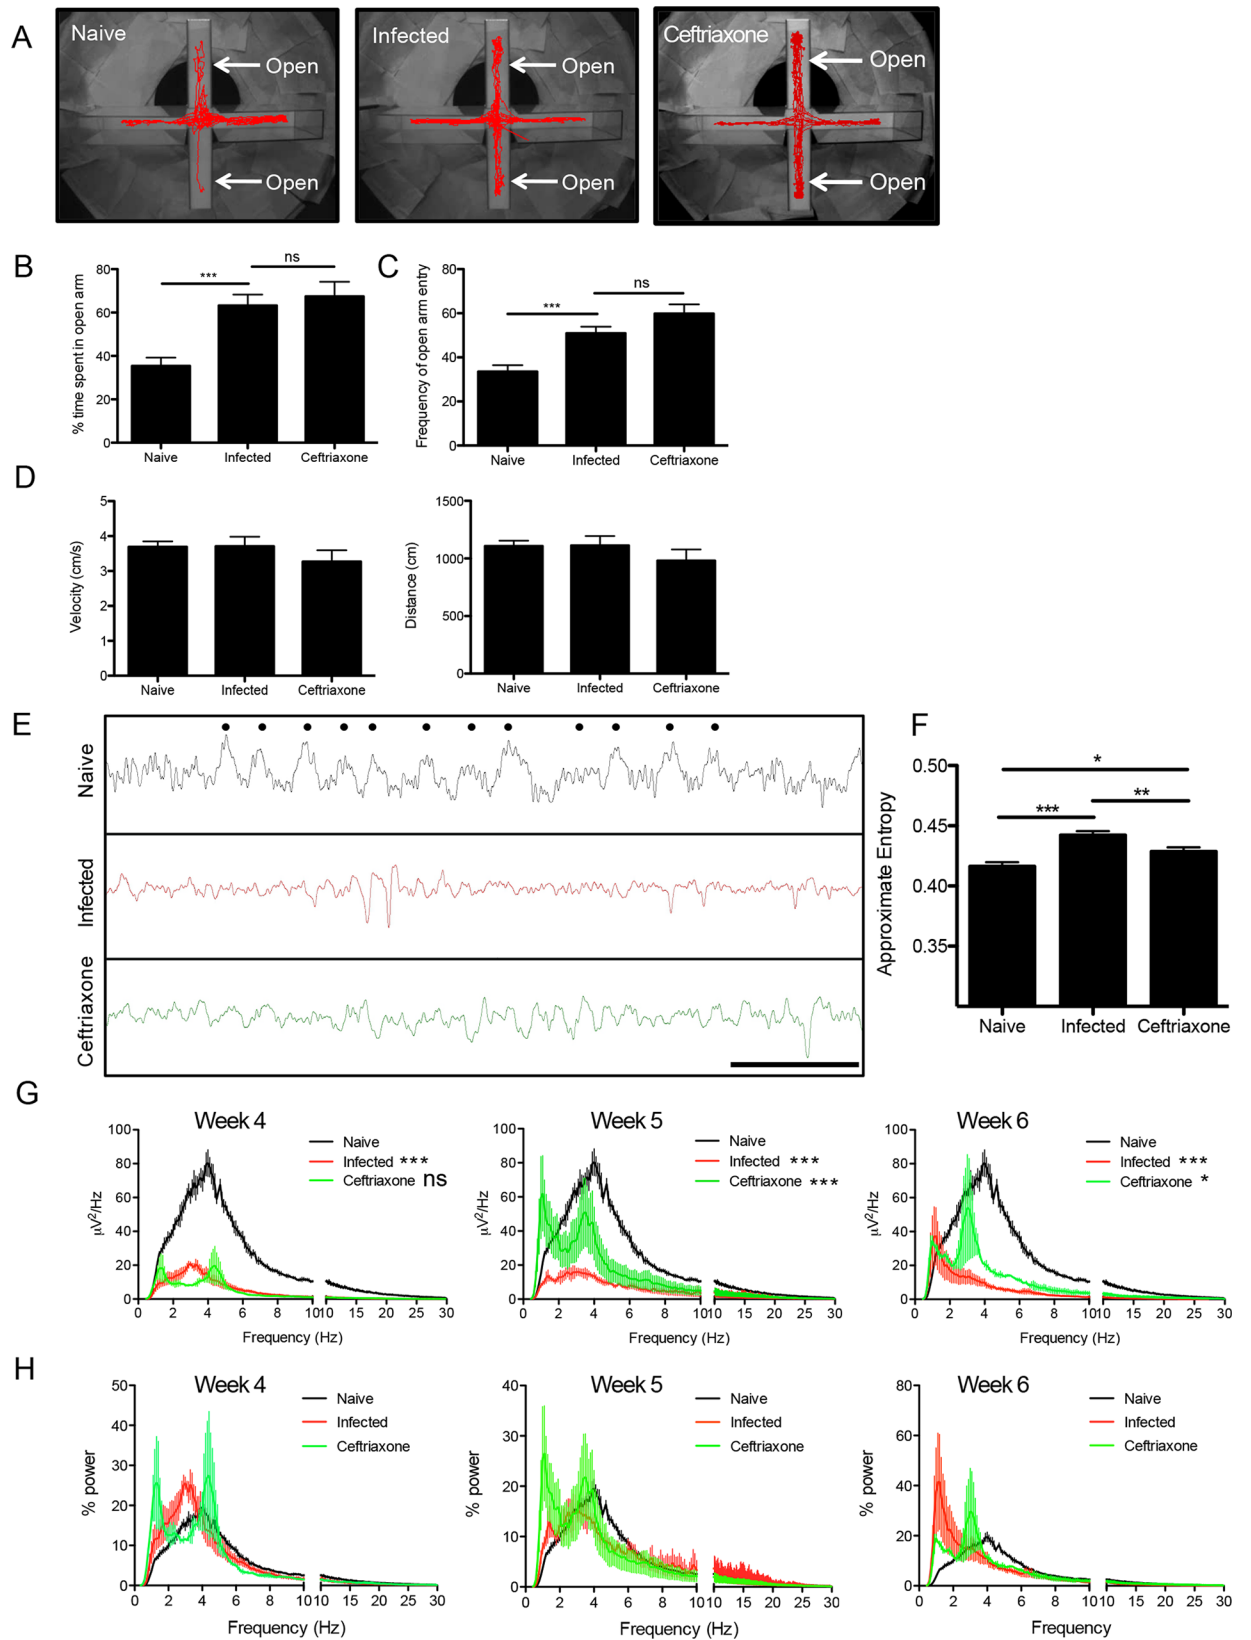 A
Naive
Open
Open
Infected
Open
Open
Ceftriaxone
Open
Open
B
% time spent in open arm
80
60
40
20
0
***
ns
Naive
Infected
Ceftriaxone
C
Frequency of open arm entry
80
60
40
20
0
***
ns
Naive
Infected
Ceftriaxone
D
Velocity (cm/s)
5
4
3
2
1
0
Naive
Infected
Ceftriaxone
Distance (cm)
1500
1000
500
0
Naive
Infected
Ceftriaxone
E
Naive
Infected
Ceftriaxone
F
Approximate Entropy
0.50
0.45
0.40
0.35
*
***
**
Naive
Infected
Ceftriaxone
G
Week 4
µV²/Hz
100
80
60
40
20
0
Naive
Infected ***
Ceftriaxone ns
0 2 4 6 8 10 10 15 20 25 30
Frequency (Hz)
Week 5
µV²/Hz
100
80
60
40
20
0
Naive
Infected ***
Ceftriaxone ***
0 2 4 6 8 10 10 15 20 25 30
Frequency (Hz)
Week 6
µV²/Hz
100
80
60
40
20
0
Naive
Infected ***
Ceftriaxone *
0 2 4 6 8 10 10 15 20 25 30
Frequency (Hz)
H
Week 4
% power
50
40
30
20
10
0
Naive
Infected
Ceftriaxone
0 2 4 6 8 10 15 20 25 30
Frequency (Hz)
Week 5
% power
40
30
20
10
0
Naive
Infected
Ceftriaxone
0 2 4 6 8 10 10 15 20 25 30
Frequency (Hz)
Week 6
% power
80
60
40
20
0
Naive
Infected
Ceftriaxone
0 2 4 6 8 10 10 15 20 25 30
Frequency